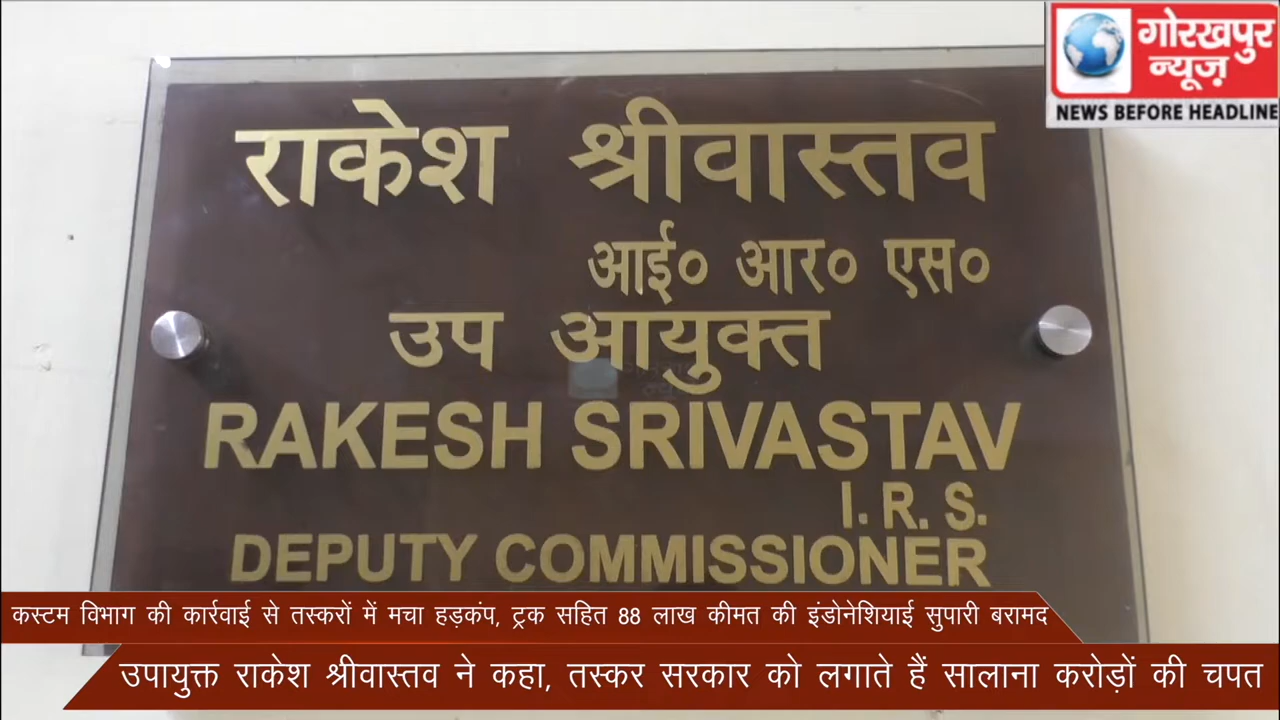 गोरखपुर
न्यूज़
NEWS BEFORE HEADLINE
राकेश श्रीवास्तव
आई० आर० एस०
उप आयुक्त
RAKESH SRIVASTAV
I. R. S.
DEPUTY COMMISSIONER
कस्टम विभाग की कार्रवाई से तस्करों में मचा हड़कंप, ट्रक सहित 88 लाख कीमत की इंडोनेशियाई सुपारी बरामद
उपायुक्त राकेश श्रीवास्तव ने कहा, तस्कर सरकार को लगाते हैं सालाना करोड़ों की चपत